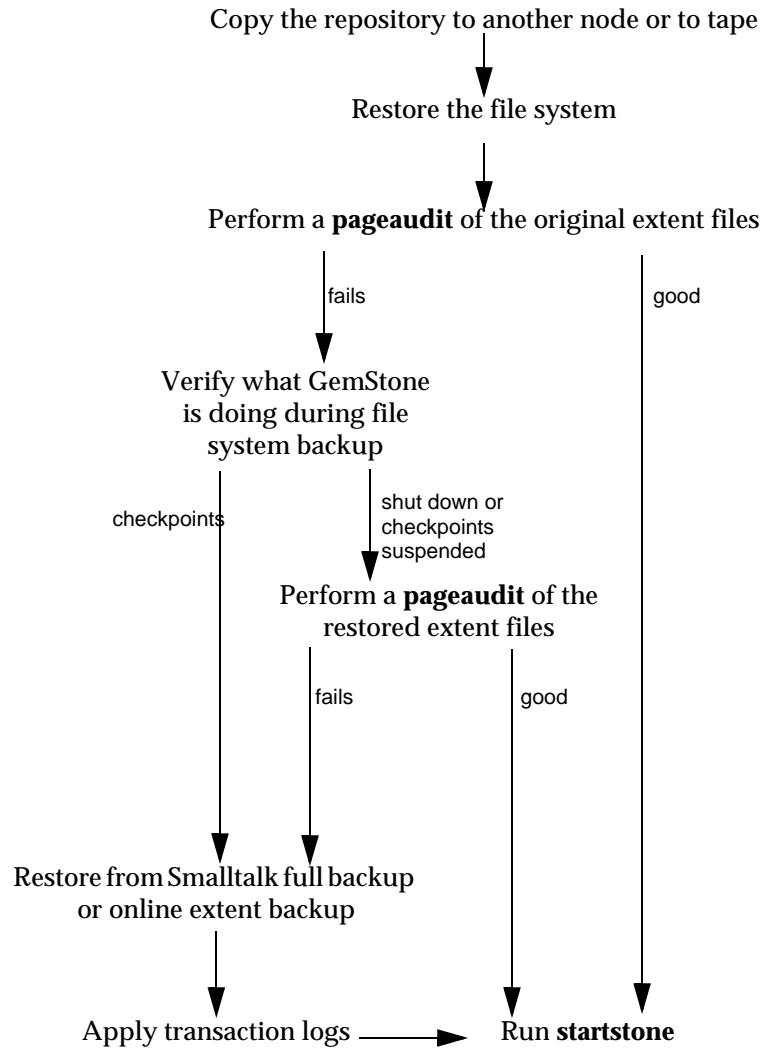 Copy the repository to another node or to tape
Restore the file system
Perform a pageaudit of the original extent files
fails
good
Verify what GemStone
is doing during file
system backup
checkpoints
shut down or
checkpoints
suspended
Perform a pageaudit of the
restored extent files
fails
good
Restore from Smalltalk full backup
or online extent backup
Apply transaction logs
Run startstone